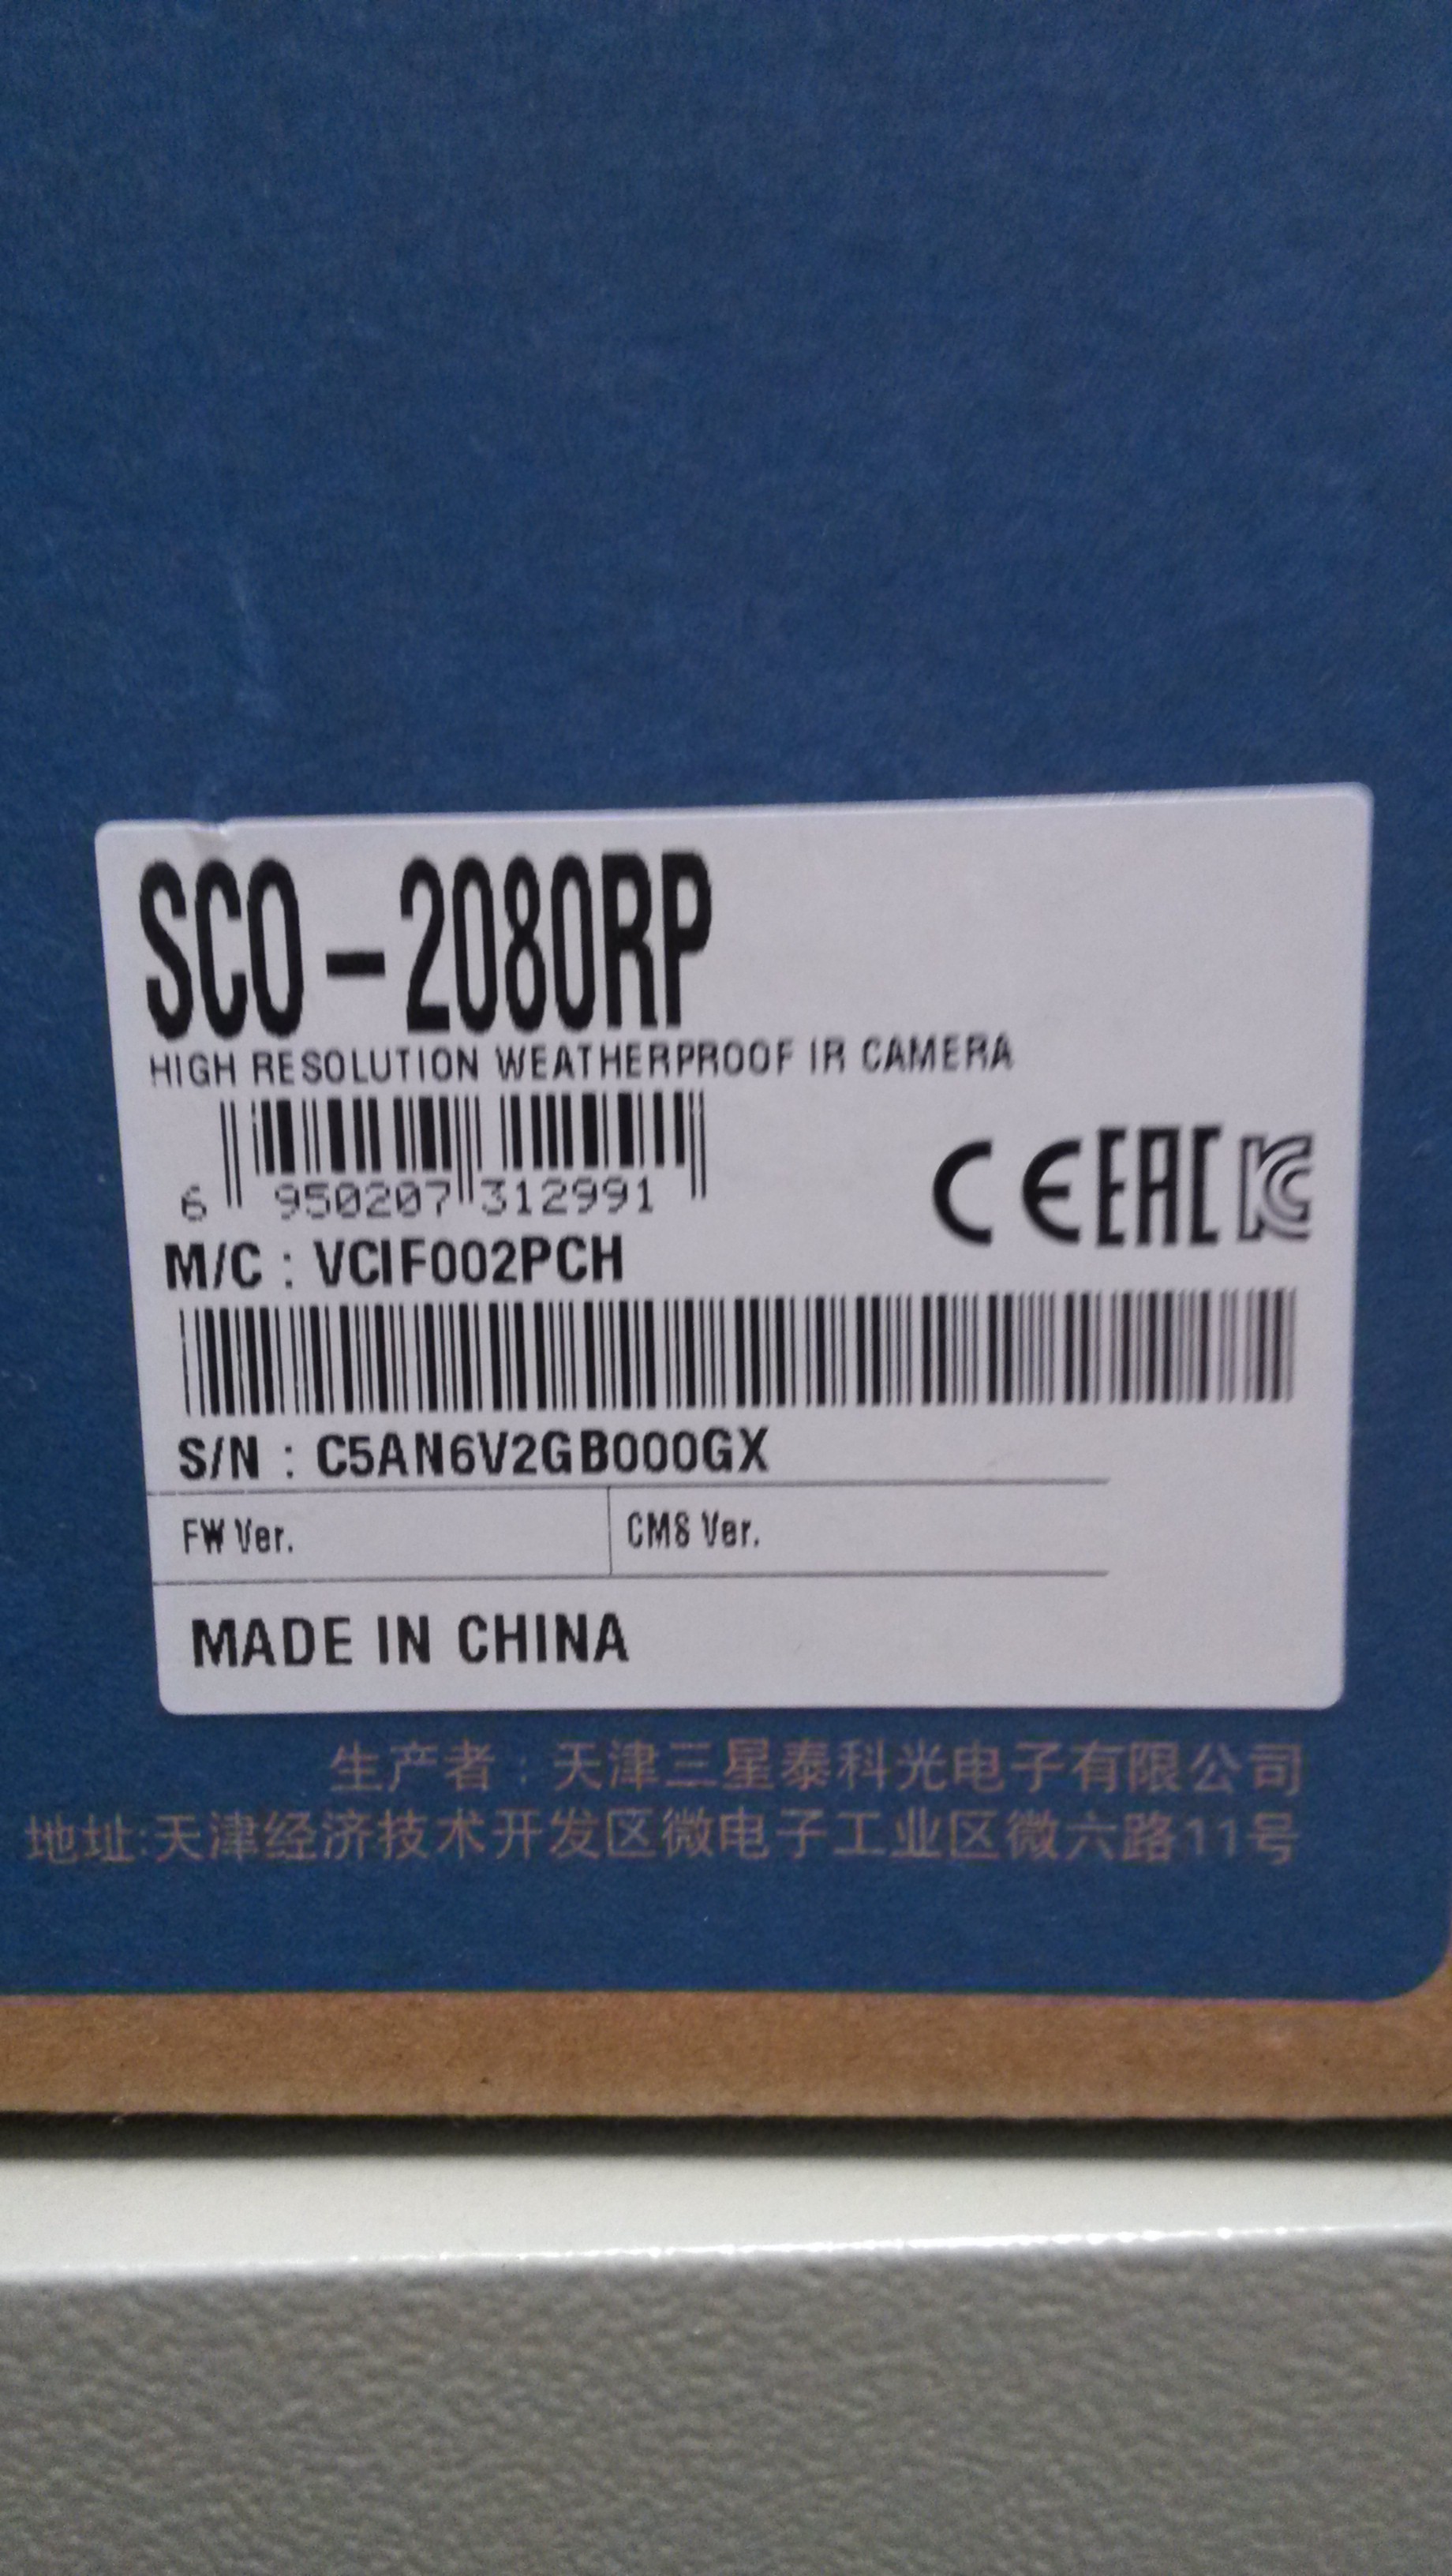 SCO-2080RP
HIGH RESOLUTION WEATHERPROOF IR CAMERA
6 950207 312991
CE EAC KC
M/C : VCIF002PCH
S/N : C5AN6V2GB000GX
FW Ver. CMS Ver.
MADE IN CHINA
生产者:天津三星泰科光电子有限公司
地址:天津经济技术开发区微电子工业区微六路11号